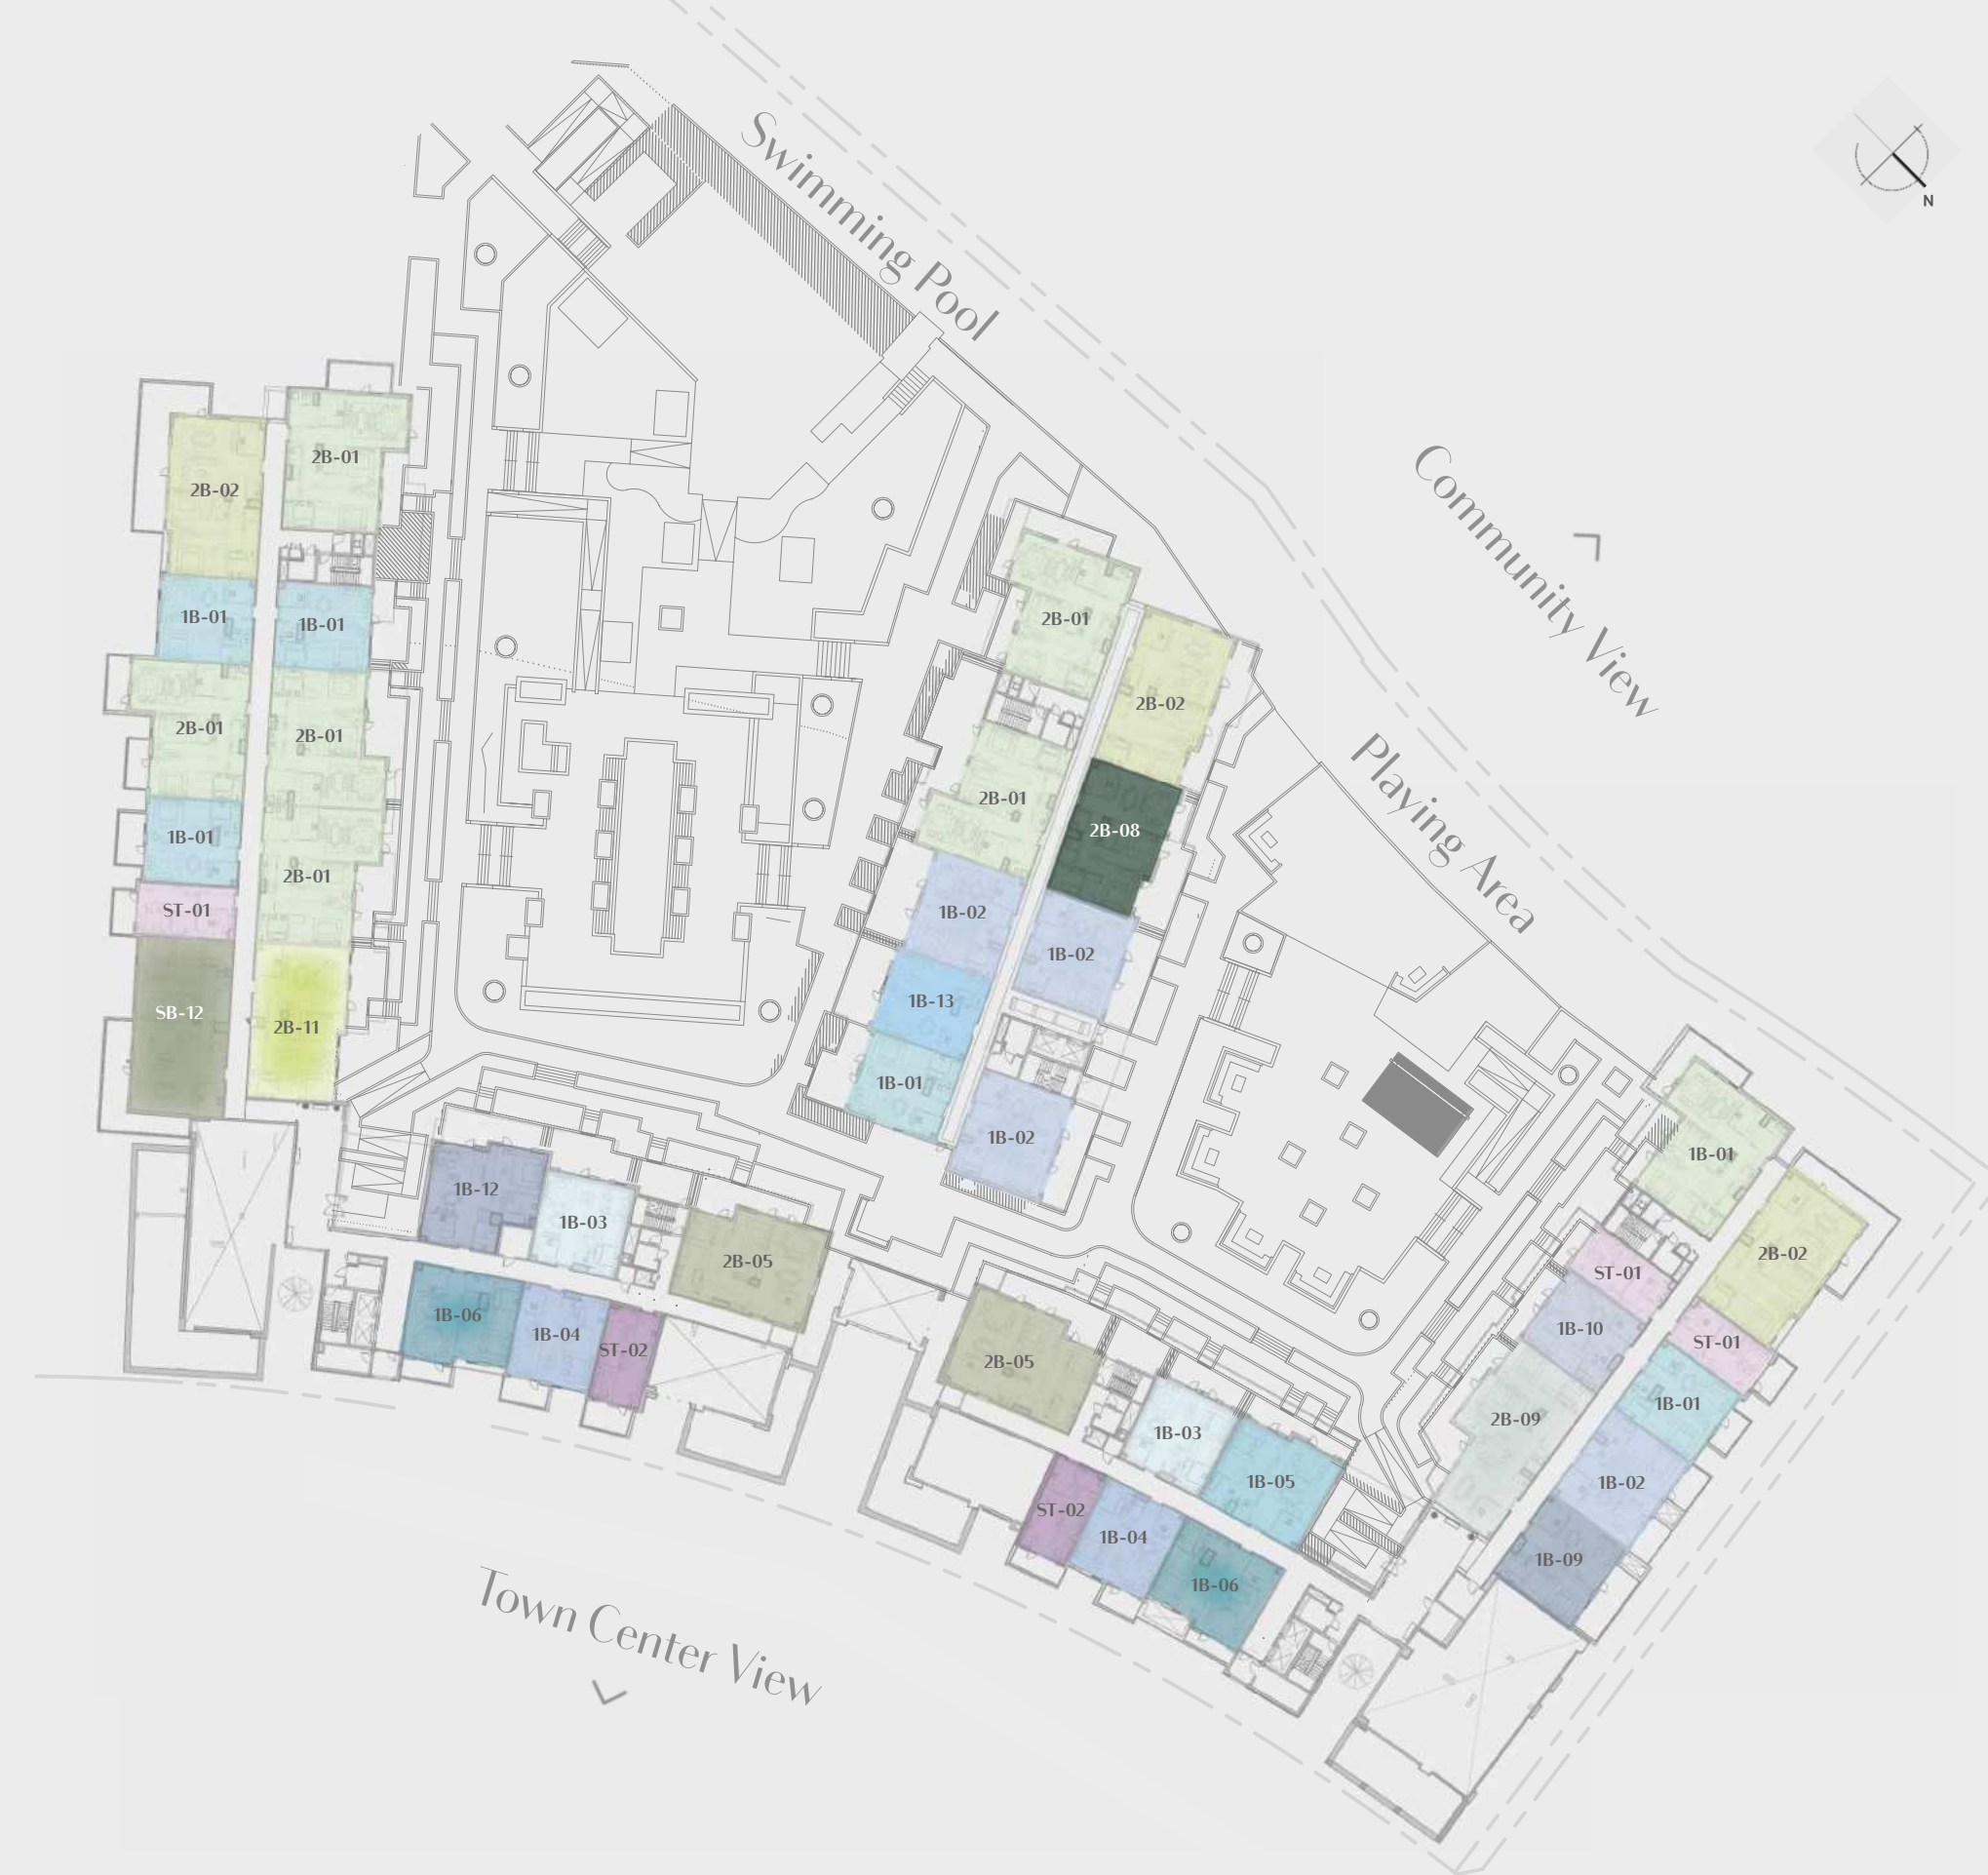 Swimming Pool
N
Community View
Playing Area
2B-02
2B-01
1B-01
1B-01
2B-01
2B-01
1B-01
2B-01
ST-01
SB-12
2B-11
2B-01
2B-02
2B-01
2B-08
1B-02
1B-02
1B-13
1B-01
1B-02
1B-12
1B-03
2B-05
1B-06
1B-04
ST-02
2B-05
1B-03
1B-05
ST-02
1B-04
1B-06
1B-01
2B-02
ST-01
1B-10
ST-01
2B-09
1B-01
1B-02
1B-09
Town Center View